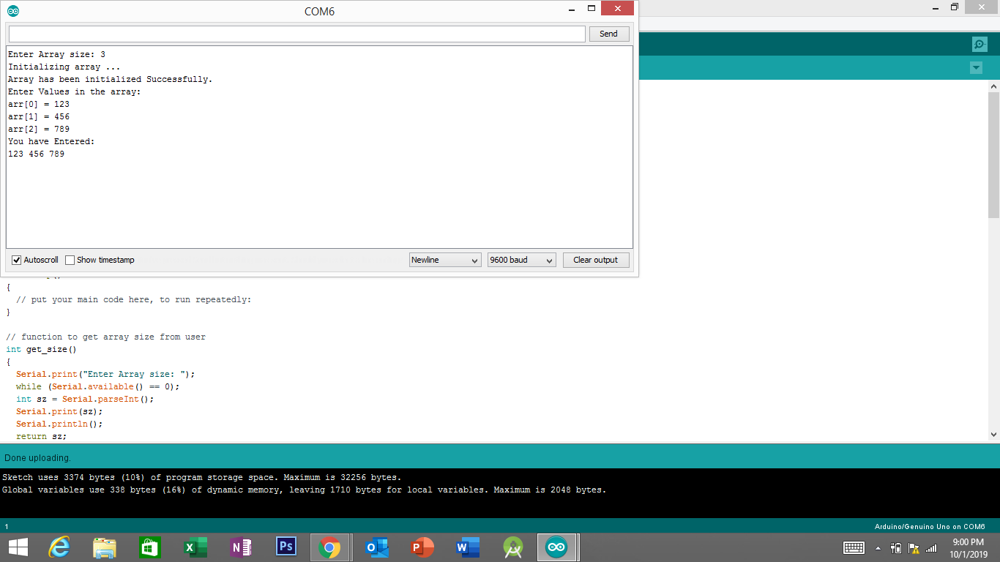 COM6
Send
Enter Array size: 3
Initializing array ...
Array has been initialized Successfully.
Enter Values in the array:
arr[0] = 123
arr[1] = 456
arr[2] = 789
You have Entered:
123 456 789
Autoscroll Show timestamp Newline 9600 baud Clear output
{
// put your main code here, to run repeatedly:
}
// function to get array size from user
int get_size()
{
Serial.print("Enter Array size: ");
while (Serial.available() == 0);
int sz = Serial.parseInt();
Serial.print(sz);
Serial.println();
return sz;
Done uploading.
Sketch uses 3374 bytes (10%) of program storage space. Maximum is 32256 bytes.
Global variables use 338 bytes (16%) of dynamic memory, leaving 1710 bytes for local variables. Maximum is 2048 bytes.
1 Arduino/Genuino Uno on COM6
9:00 PM
10/1/2019